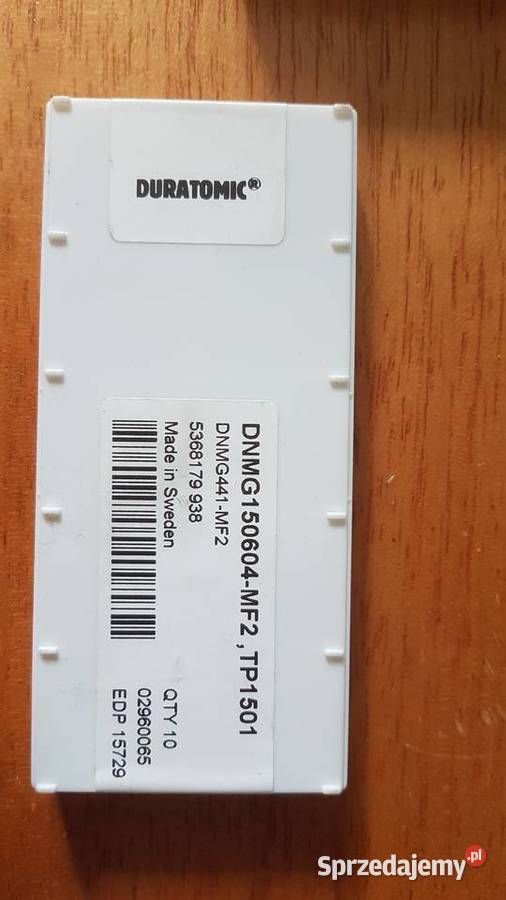 DURATOMIC®
DNMG150604-MF2 ,TP1501
DNMG441-MF2
5368179 938
Made in Sweden
QTY 10
02960065
EDP 15729
Sprzedajemy.pl